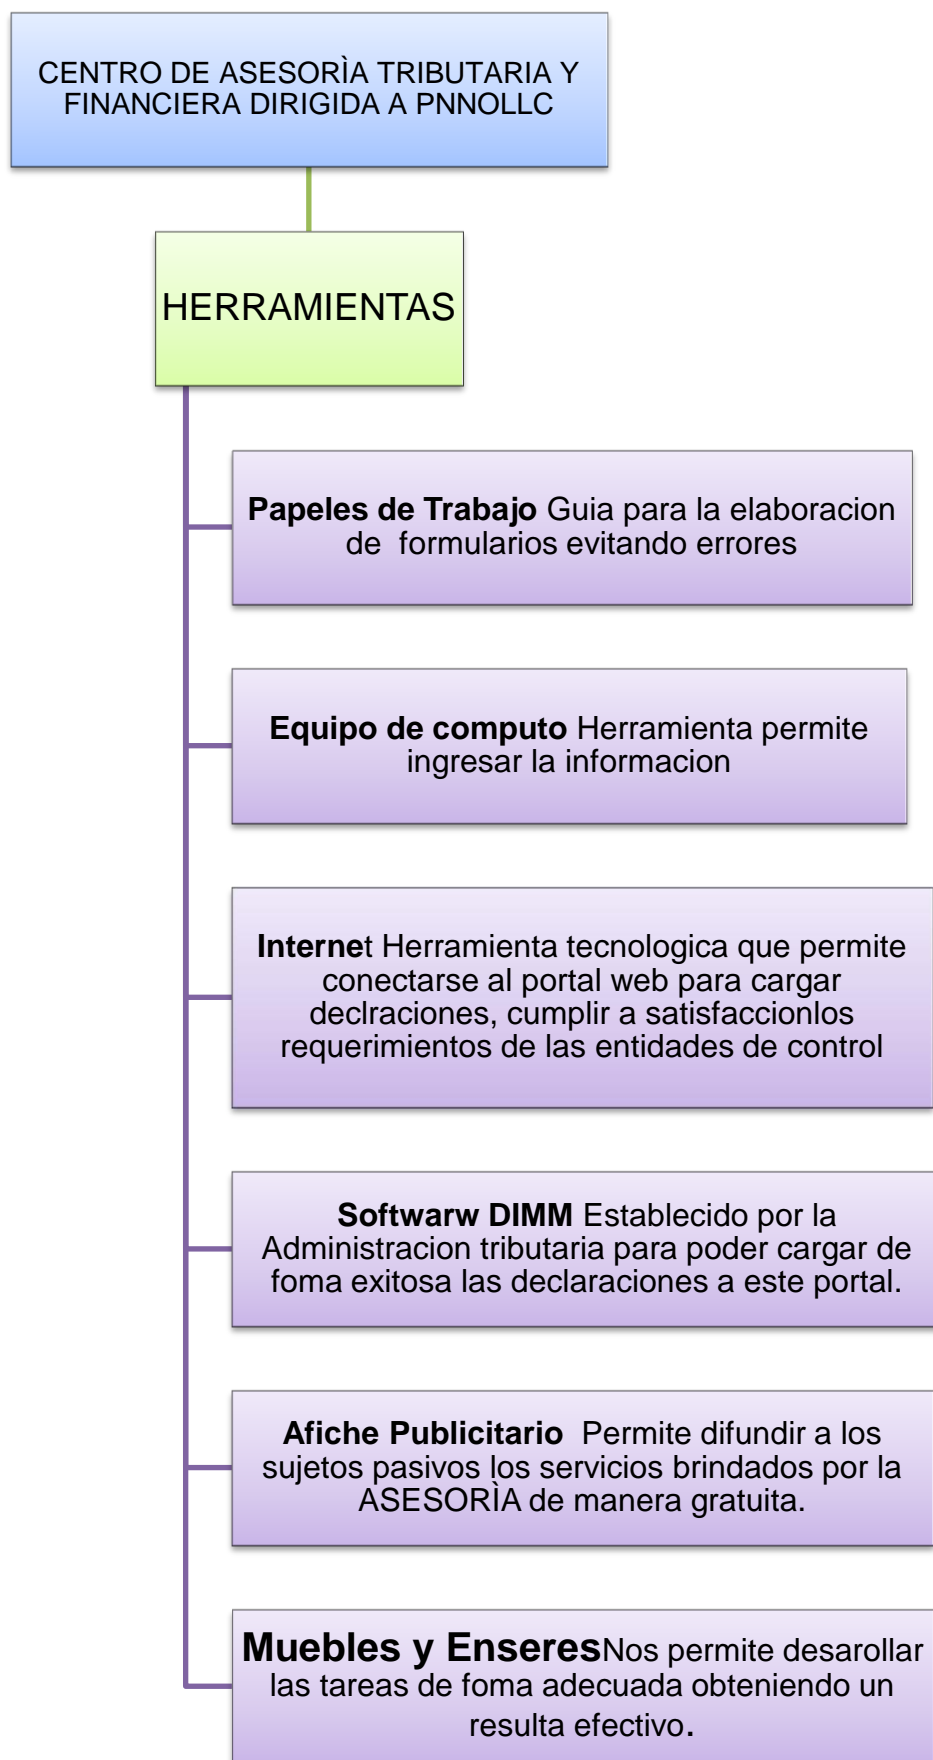 CENTRO DE ASESORÌA TRIBUTARIA Y
FINANCIERA DIRIGIDA A PNNOLLC
HERRAMIENTAS
Papeles de Trabajo Guia para la elaboracion
de formularios evitando errores
Equipo de computo Herramienta permite
ingresar la informacion
Internet Herramienta tecnologica que permite
conectarse al portal web para cargar
declraciones, cumplir a satisfaccionlos
requerimientos de las entidades de control
Softwarw DIMM Establecido por la
Administracion tributaria para poder cargar de
foma exitosa las declaraciones a este portal.
Afiche Publicitario Permite difundir a los
sujetos pasivos los servicios brindados por la
ASESORÌA de manera gratuita.
Muebles y EnseresNos permite desarollar
las tareas de foma adecuada obteniendo un
resulta efectivo.